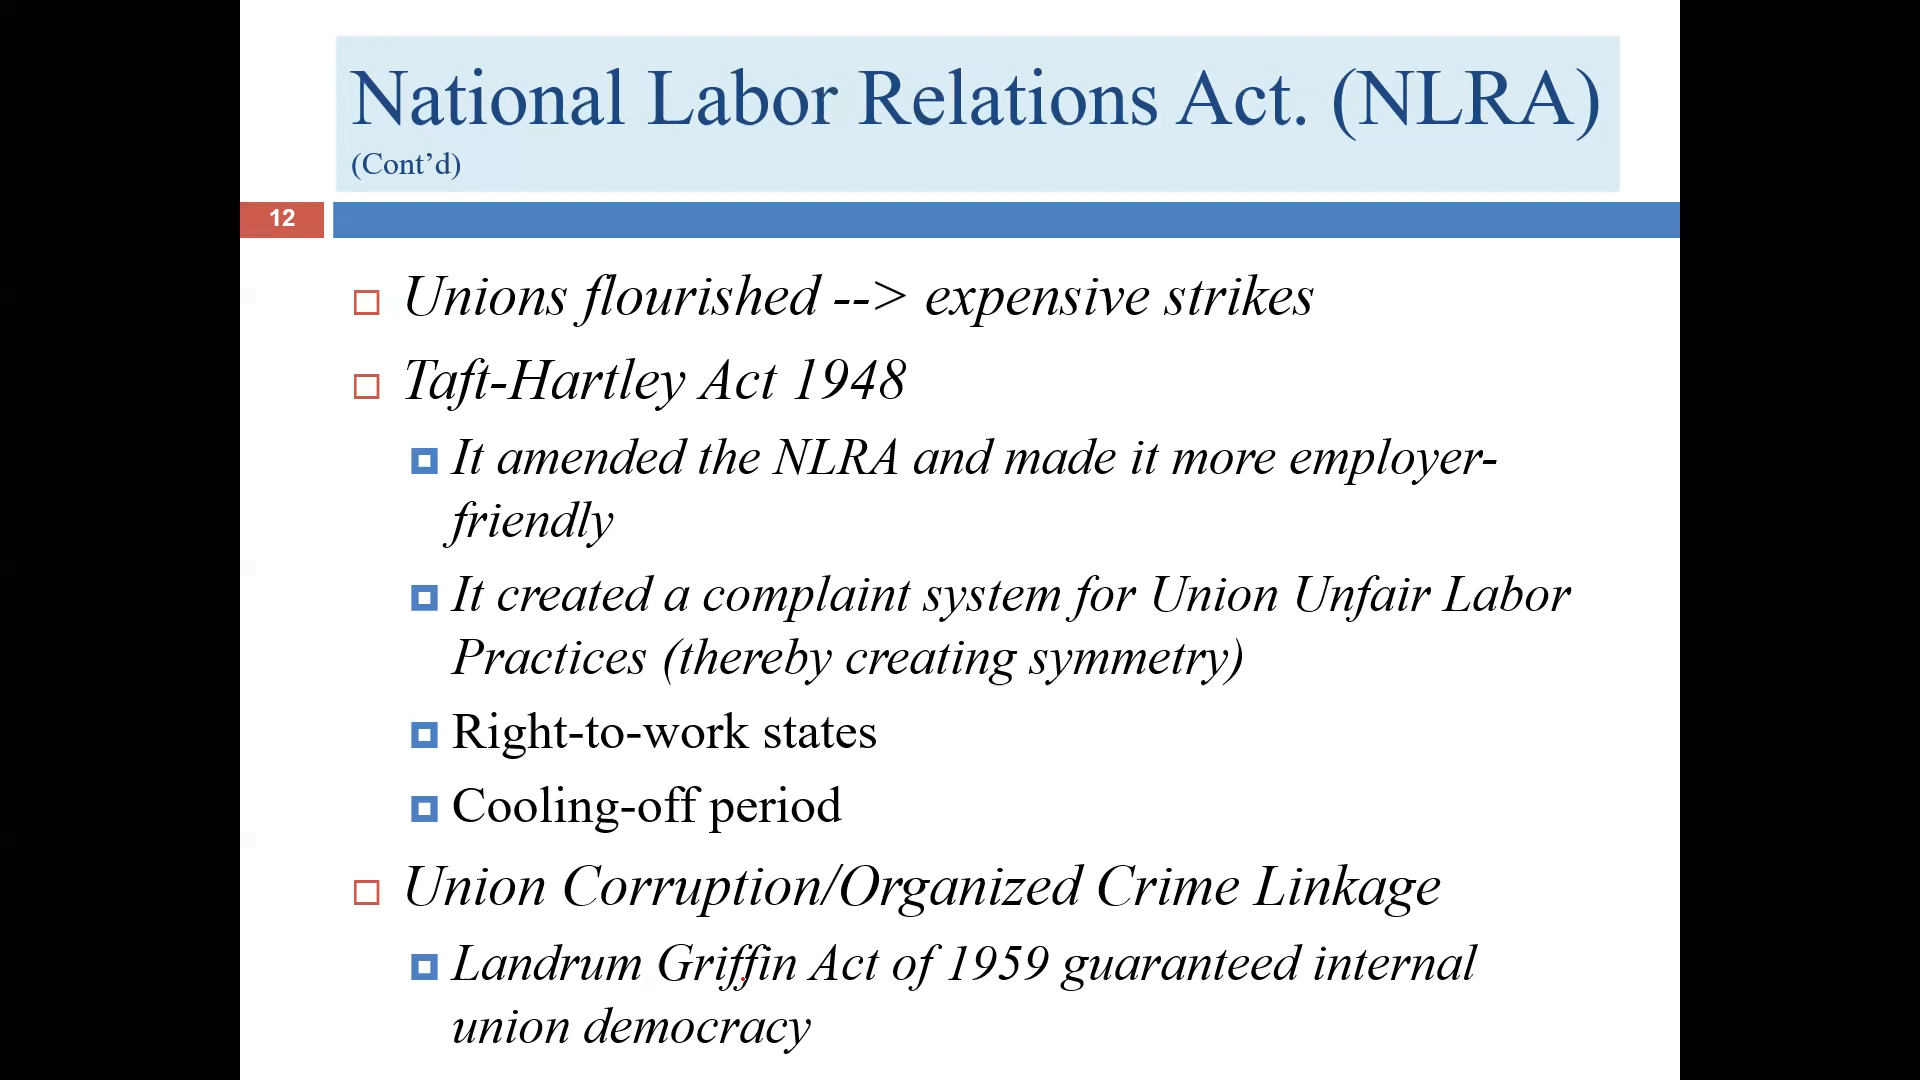 National Labor Relations Act. (NLRA)
(Cont’d)
12
Unions flourished --> expensive strikes
Taft-Hartley Act 1948
It amended the NLRA and made it more employer-
friendly
It created a complaint system for Union Unfair Labor
Practices (thereby creating symmetry)
Right-to-work states
Cooling-off period
Union Corruption/Organized Crime Linkage
Landrum Griffin Act of 1959 guaranteed internal
union democracy